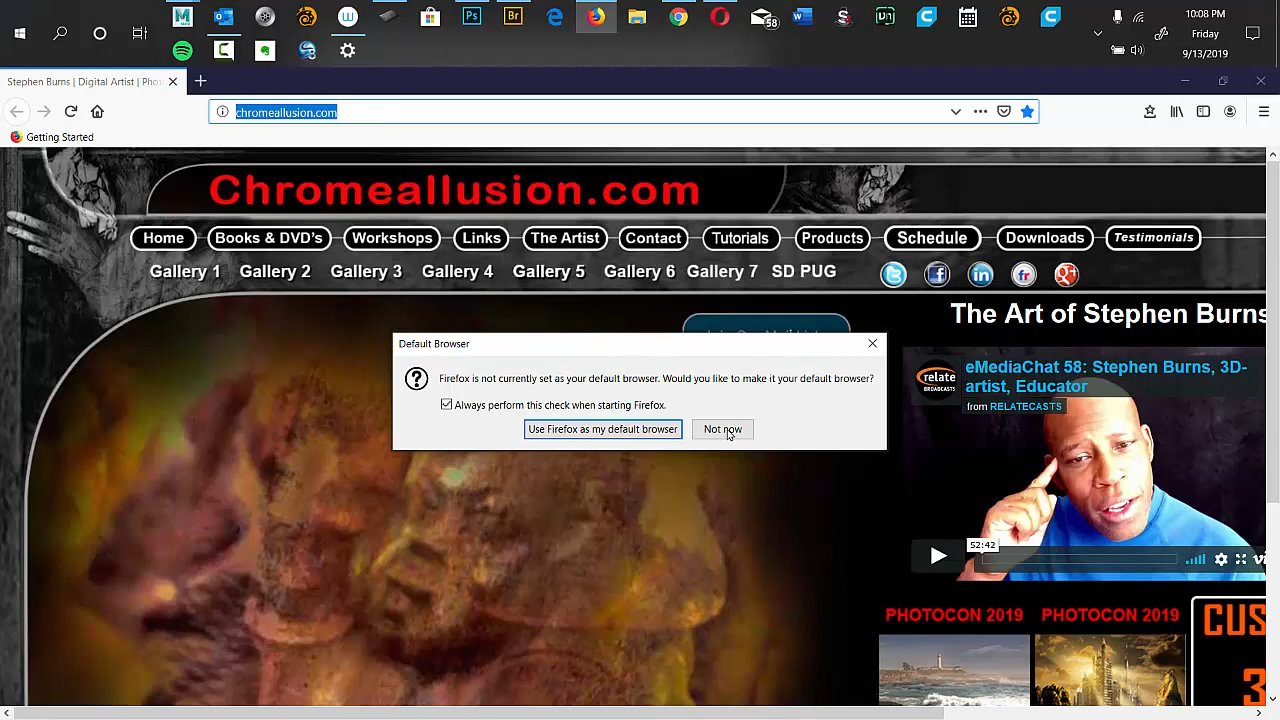 58
10:08 PM
Friday
9/13/2019
Stephen Burns | Digital Artist | Phot
chromeallusion.com
Getting Started
Chromeallusion.com
Home
Books & DVD's
Workshops
Links
The Artist
Contact
Tutorials
Products
Schedule
Downloads
Testimonials
Gallery 1
Gallery 2
Gallery 3
Gallery 4
Gallery 5
Gallery 6
Gallery 7
SD PUG
The Art of Stephen Burns
Default Browser
Firefox is not currently set as your default browser. Would you like to make it your default browser?
Always perform this check when starting Firefox.
Use Firefox as my default browser
Not now
relate
BROADCASTS
eMediaChat 58: Stephen Burns, 3D-
artist, Educator
from RELATECASTS
52:42
PHOTOCON 2019
PHOTOCON 2019
CUS
3